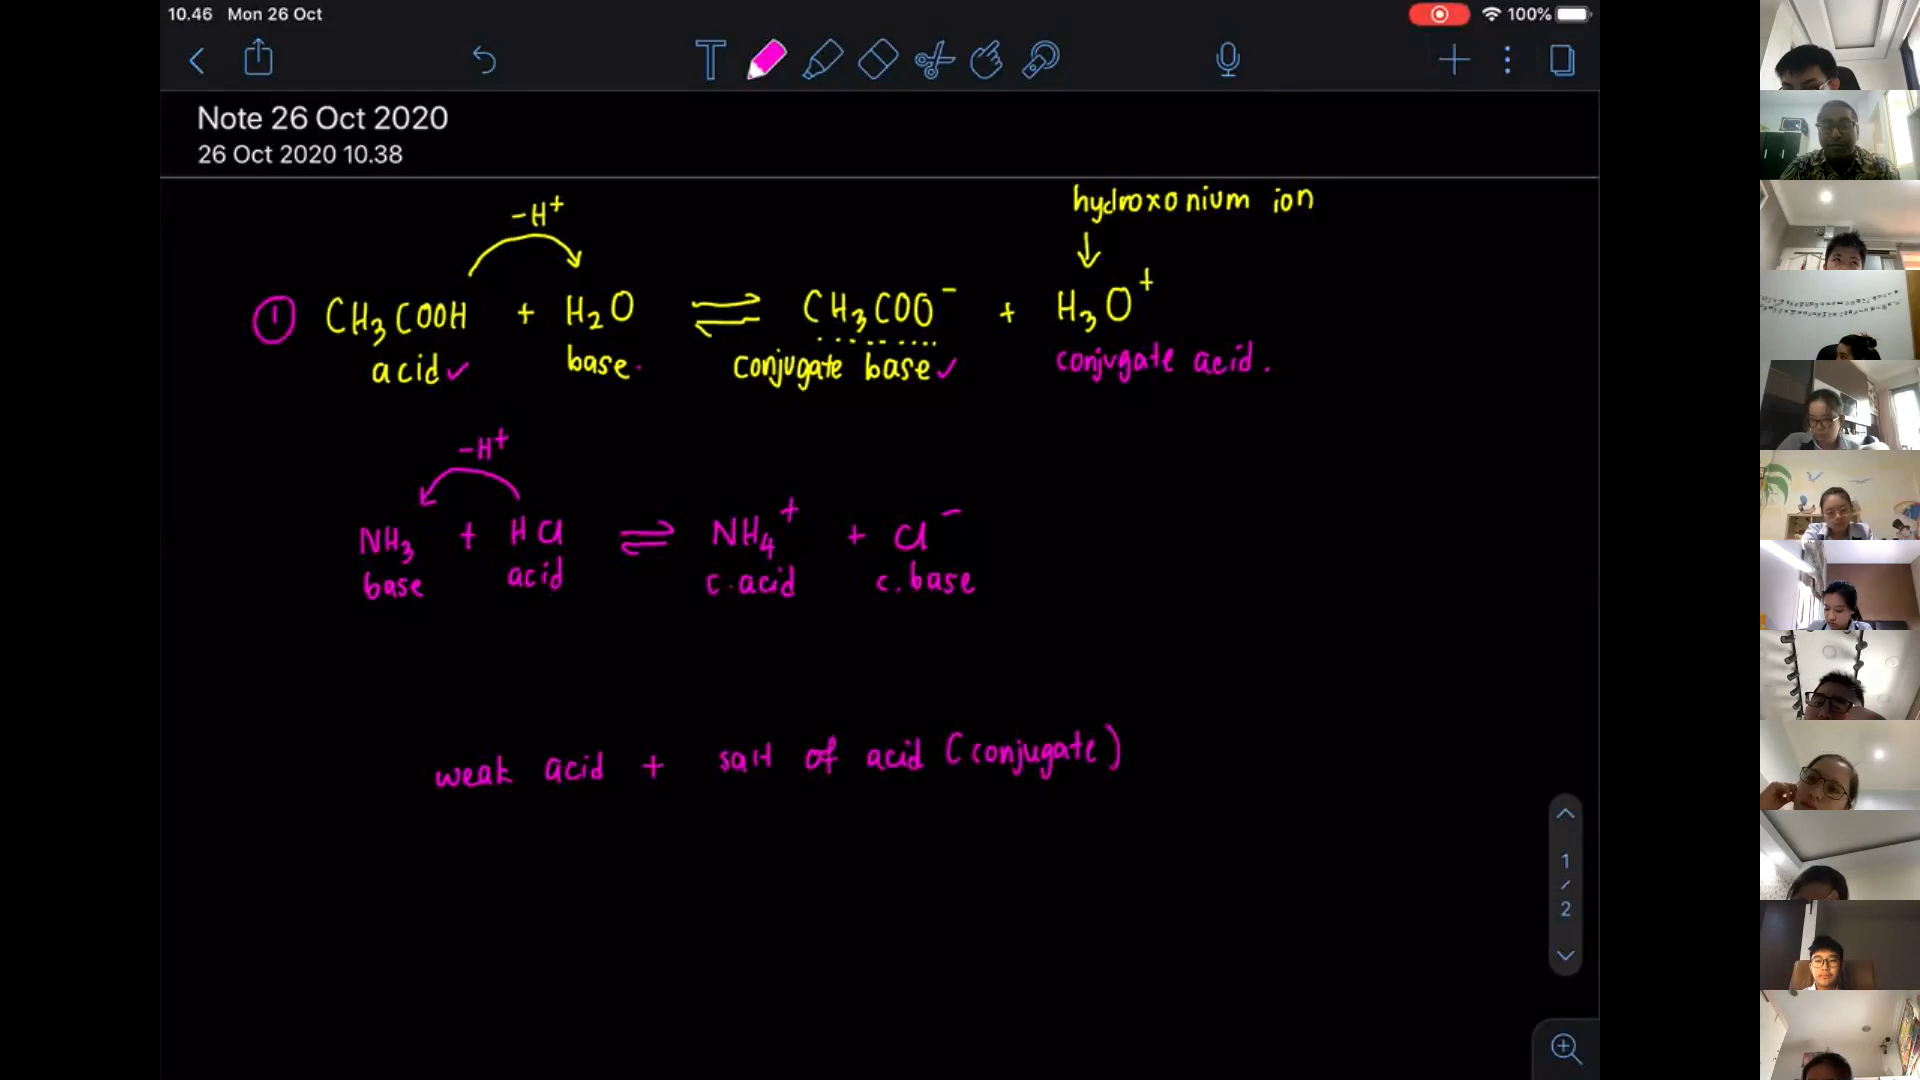 10.46 Mon 26 Oct 100%
T
Note 26 Oct 2020
26 Oct 2020 10.38
hydroxonium ion
-H⁺ ↓
① CH₃COOH + H₂O ⇌ CH₃COO⁻ + H₃O⁺
acid ✓ base. conjugate base ✓ conjugate acid.
-H⁺
NH₃ + HCl ⇌ NH₄⁺ + Cl⁻
base acid c.acid c.base
weak acid + salt of acid (conjugate)
1
/
2